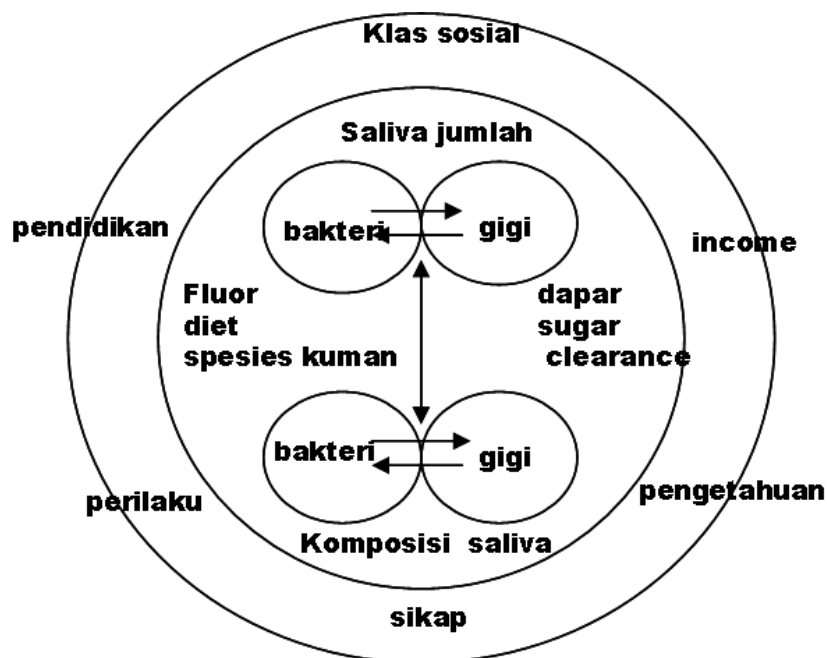 Klas sosial
Saliva jumlah
pendidikan
bakteri
gigi
income
Fluor
diet
spesies kuman
dapar
sugar
clearance
bakteri
gigi
perilaku
pengetahuan
Komposisi saliva
sikap